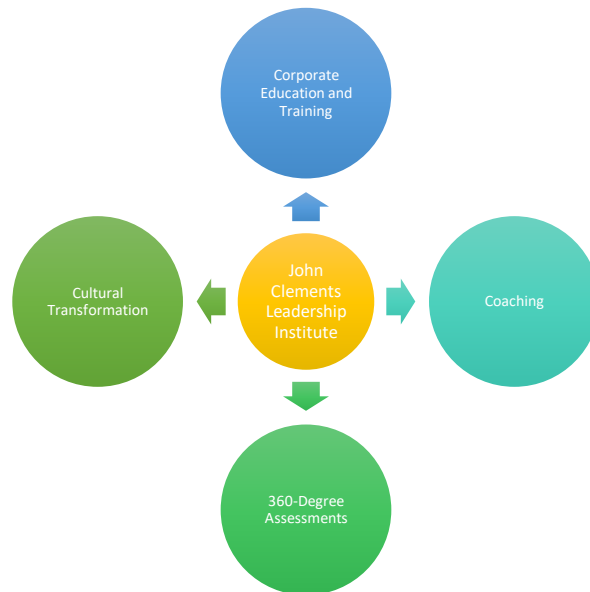 Corporate
Education and
Training
Cultural
Transformation
John
Clements
Leadership
Institute
Coaching
360-Degree
Assessments